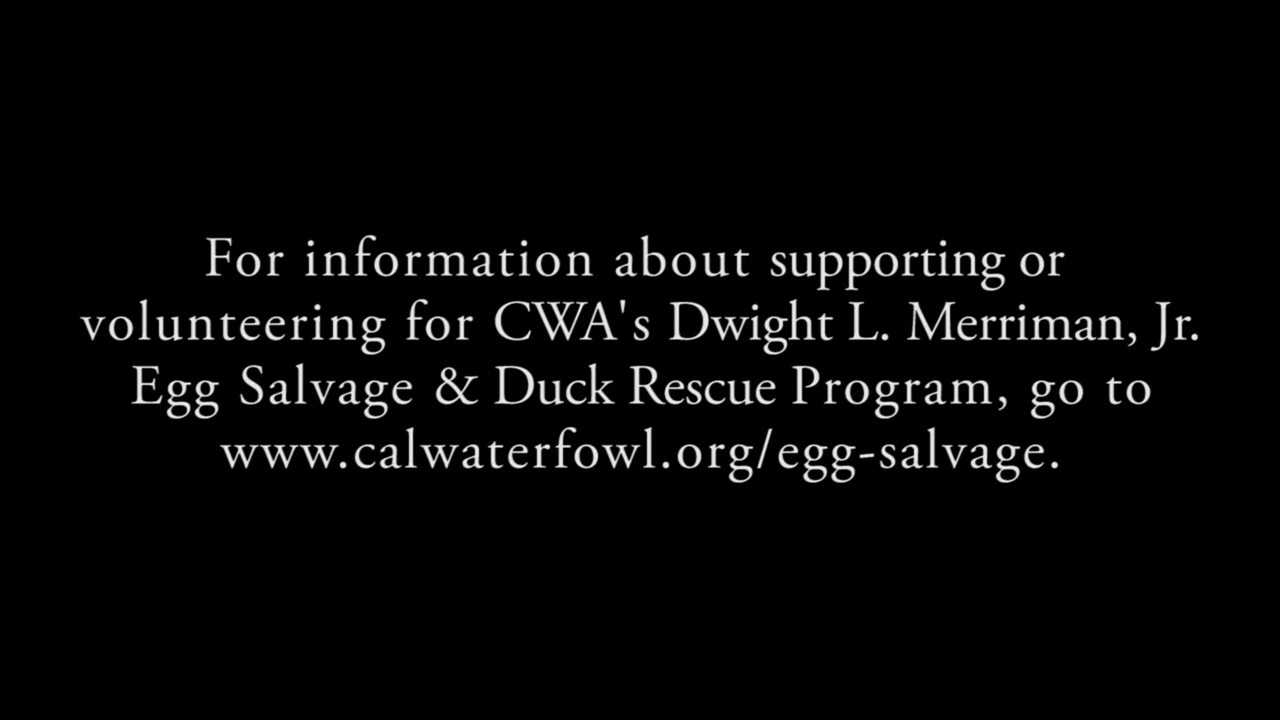 For information about supporting or
volunteering for CWA's Dwight L. Merriman, Jr.
Egg Salvage & Duck Rescue Program, go to
www.calwaterfowl.org/egg-salvage.